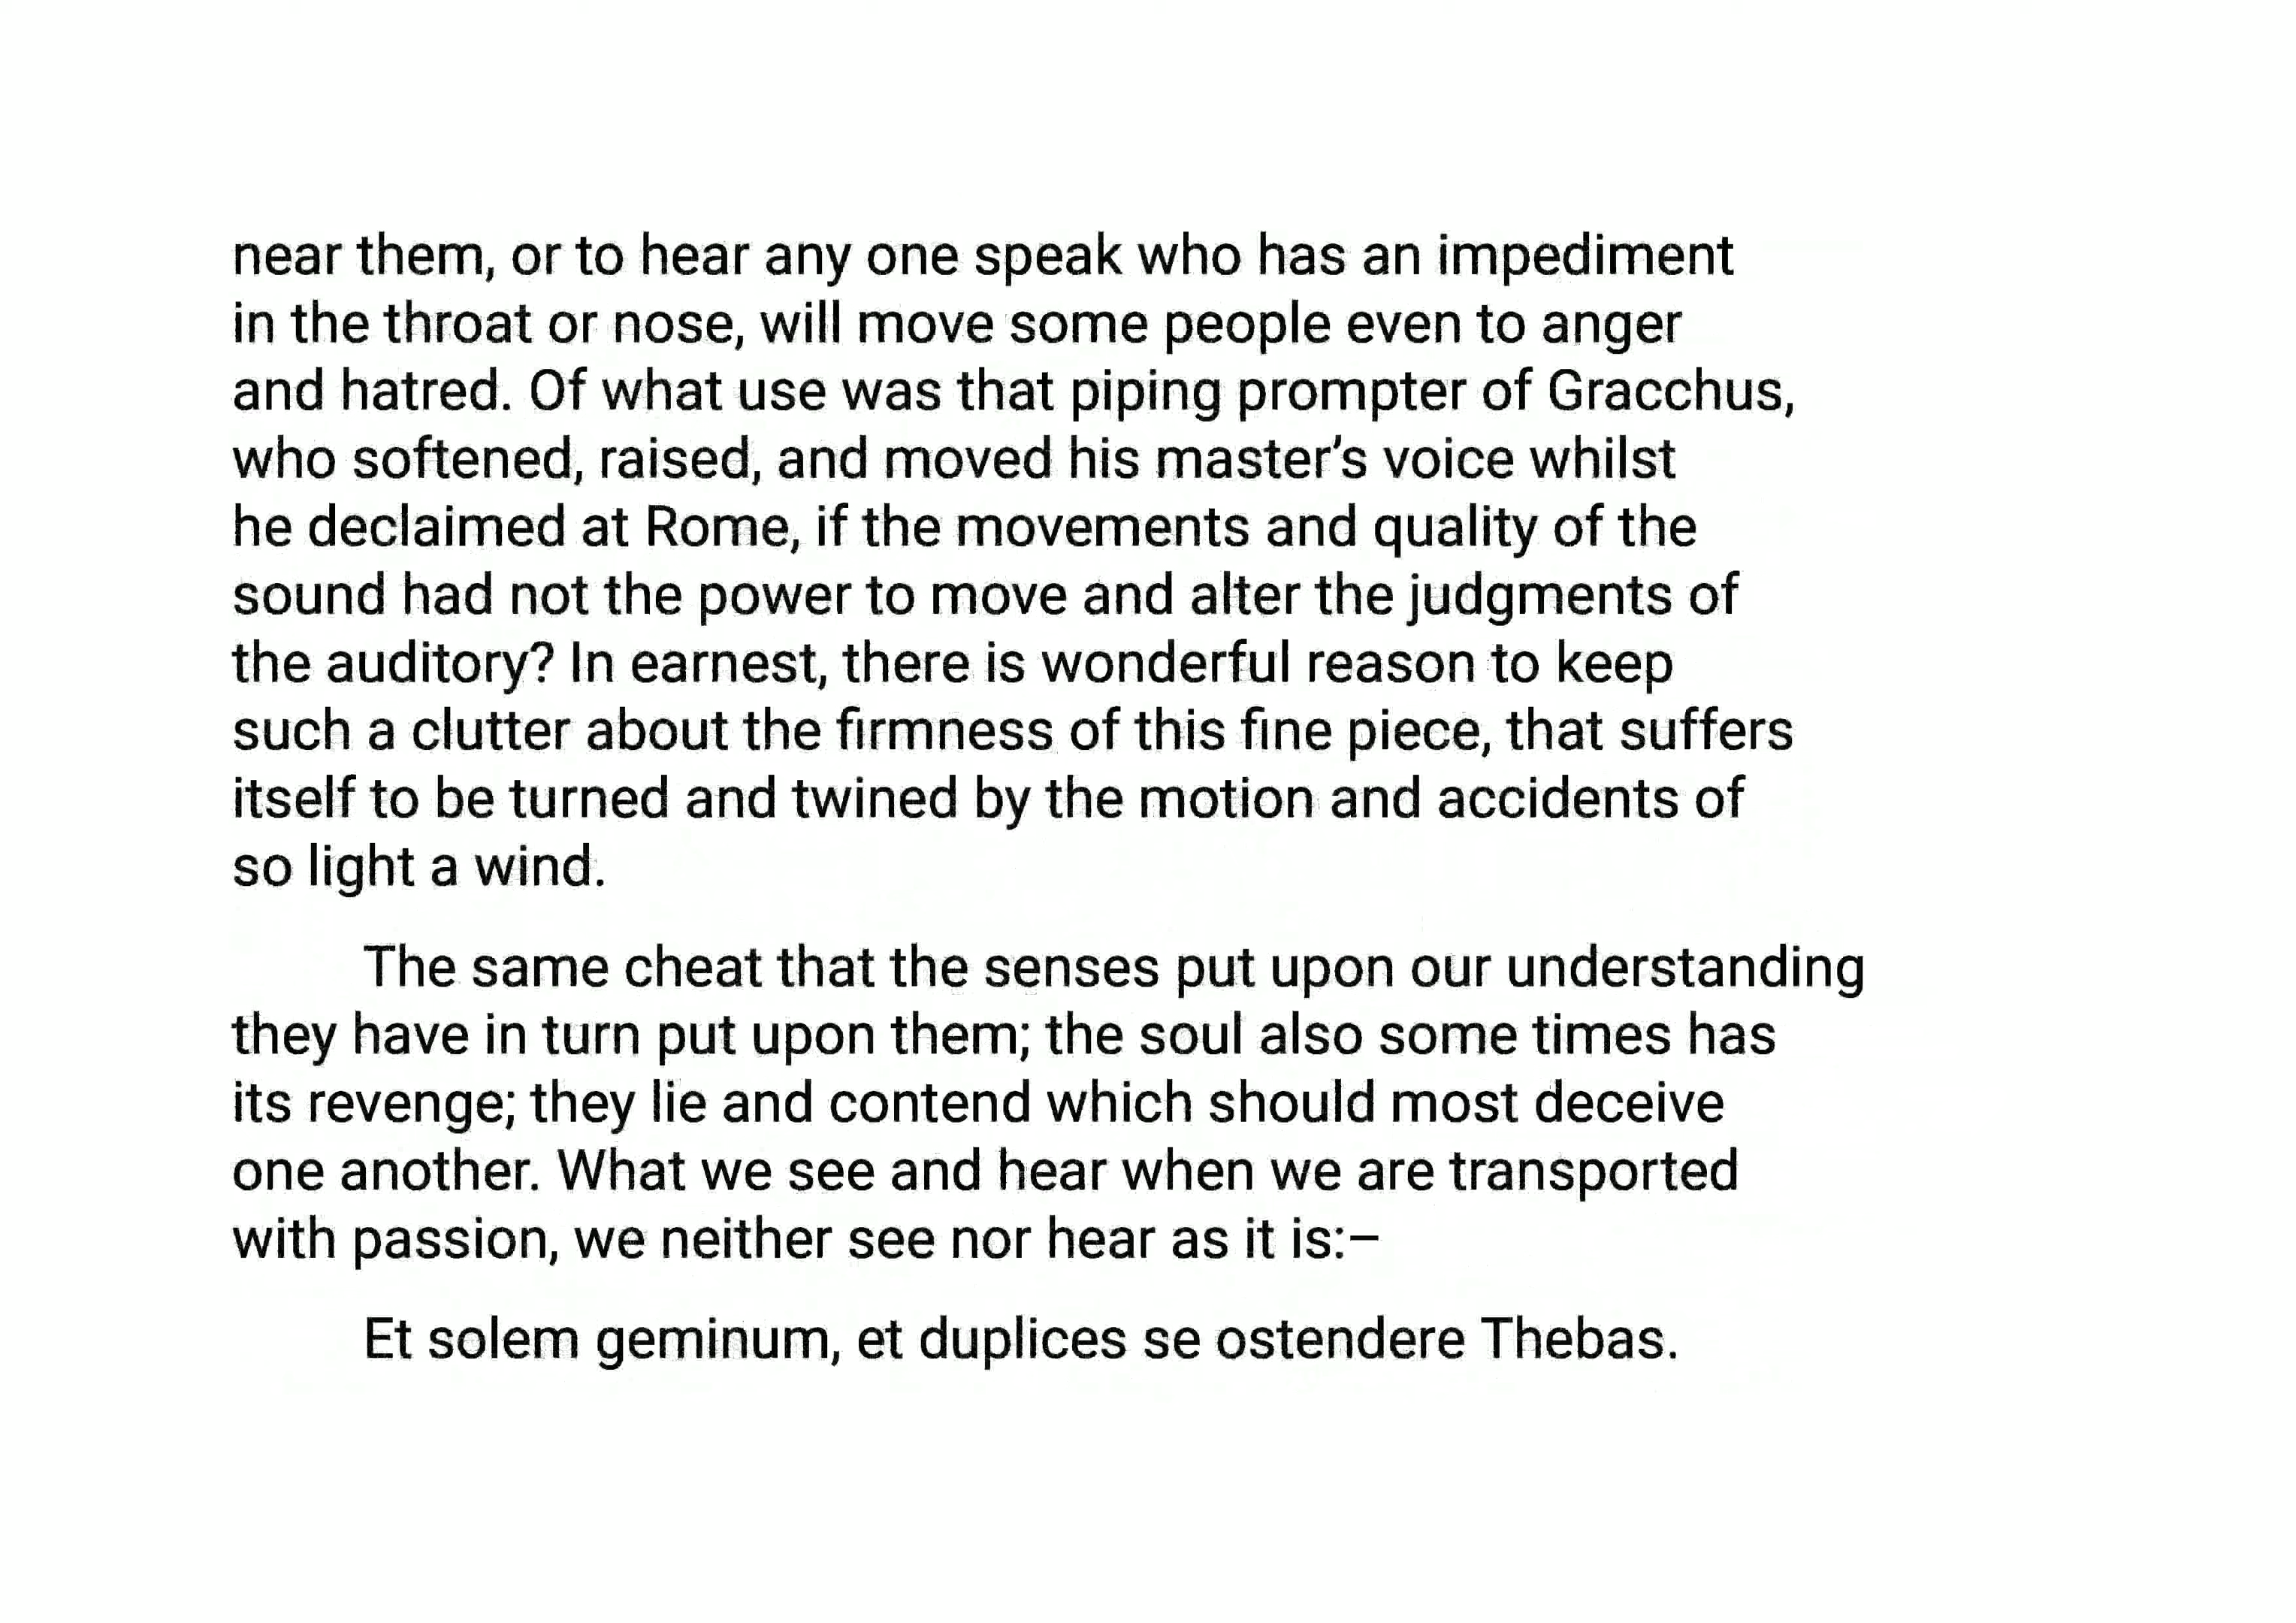 near them, or to hear any one speak who has an impediment
in the throat or nose, will move some people even to anger
and hatred. Of what use was that piping prompter of Gracchus,
who softened, raised, and moved his master's voice whilst
he declaimed at Rome, if the movements and quality of the
sound had not the power to move and alter the judgments of
the auditory? In earnest, there is wonderful reason to keep
such a clutter about the firmness of this fine piece, that suffers
itself to be turned and twined by the motion and accidents of
so light a wind.
The same cheat that the senses put upon our understanding
they have in turn put upon them; the soul also some times has
its revenge; they lie and contend which should most deceive
one another. What we see and hear when we are transported
with passion, we neither see nor hear as it is:–
Et solem geminum, et duplices se ostendere Thebas.